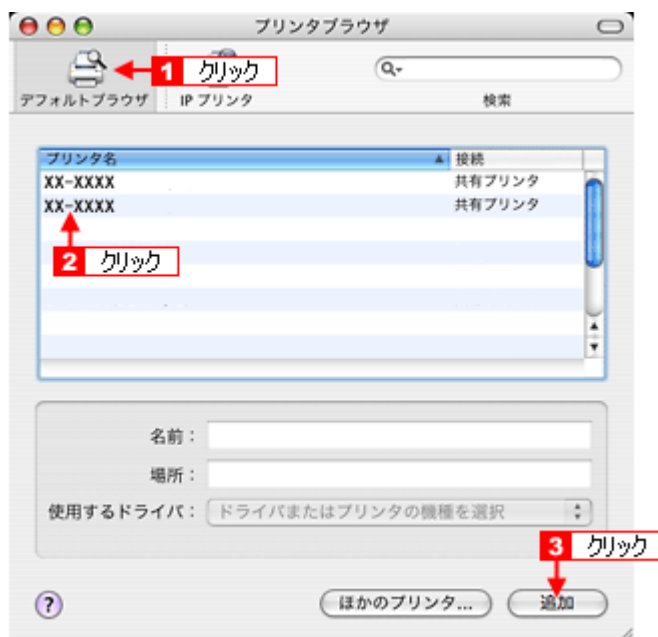 プリンタブラウザ
1 クリック
デフォルトブラウザ IP プリンタ 検索
プリンタ名 接続
XX-XXXX 共有プリンタ
XX-XXXX 共有プリンタ
2 クリック
名前：
場所：
使用するドライバ： ドライバまたはプリンタの機種を選択
3 クリック
? ほかのプリンタ... 追加